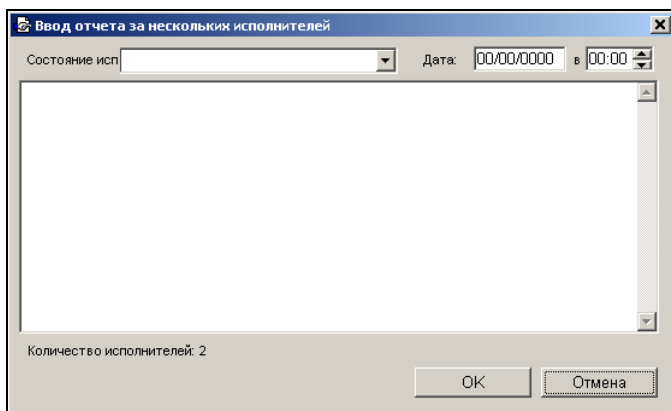 Ввод отчета за нескольких исполнителей
Состояние исп Дата: 00/00/0000 в 00:00
Количество исполнителей: 2
OK Отмена